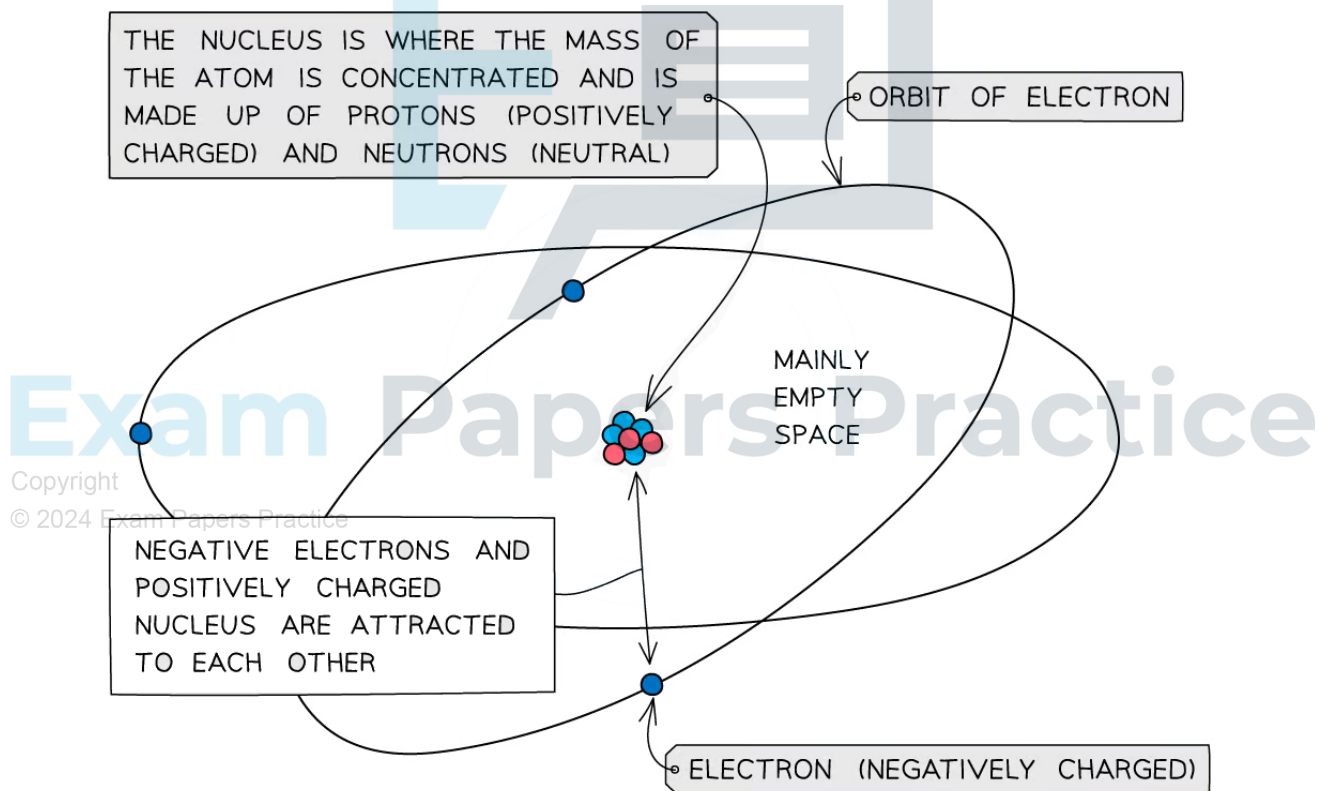 THE NUCLEUS IS WHERE THE MASS OF
THE ATOM IS CONCENTRATED AND IS
MADE UP OF PROTONS (POSITIVELY
CHARGED) AND NEUTRONS (NEUTRAL)
ORBIT OF ELECTRON
MAINLY
EMPTY
SPACE
Exam Papers Practice
Copyright
© 2024 Exam Papers Practice
NEGATIVE ELECTRONS AND
POSITIVELY CHARGED
NUCLEUS ARE ATTRACTED
TO EACH OTHER
ELECTRON (NEGATIVELY CHARGED)